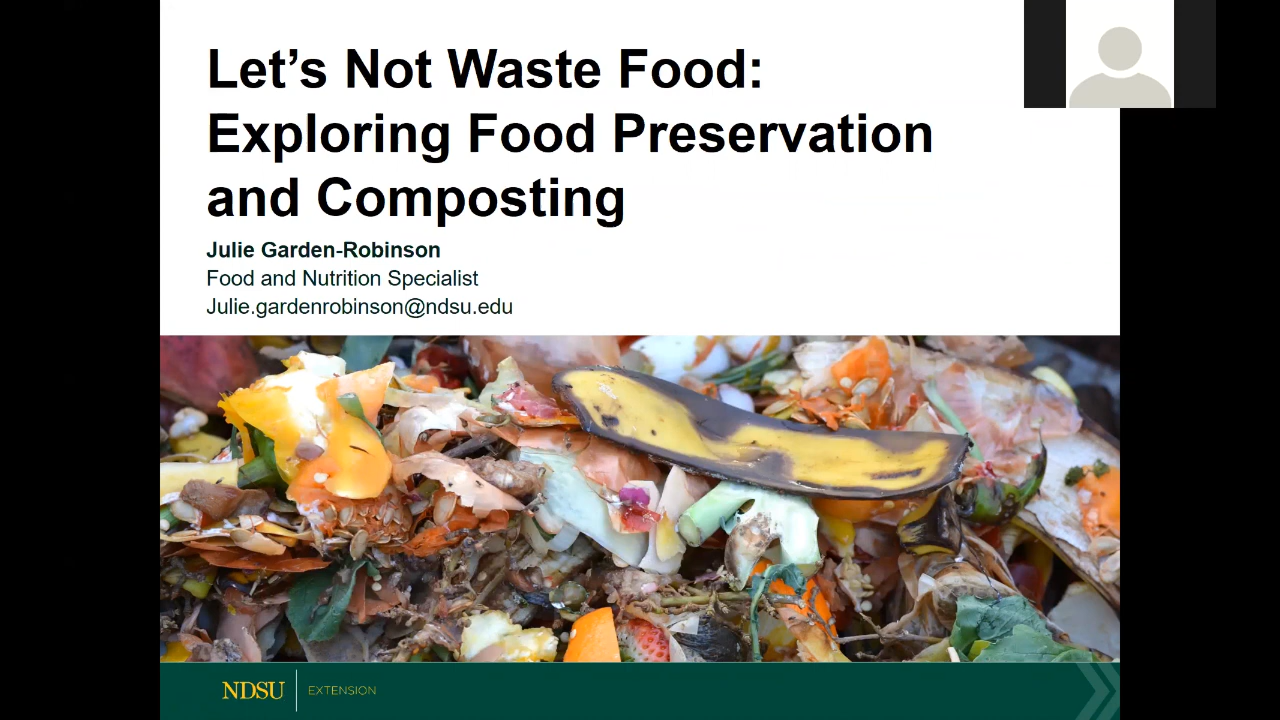 Let’s Not Waste Food:
Exploring Food Preservation
and Composting
Julie Garden-Robinson
Food and Nutrition Specialist
Julie.gardenrobinson@ndsu.edu
NDSU EXTENSION